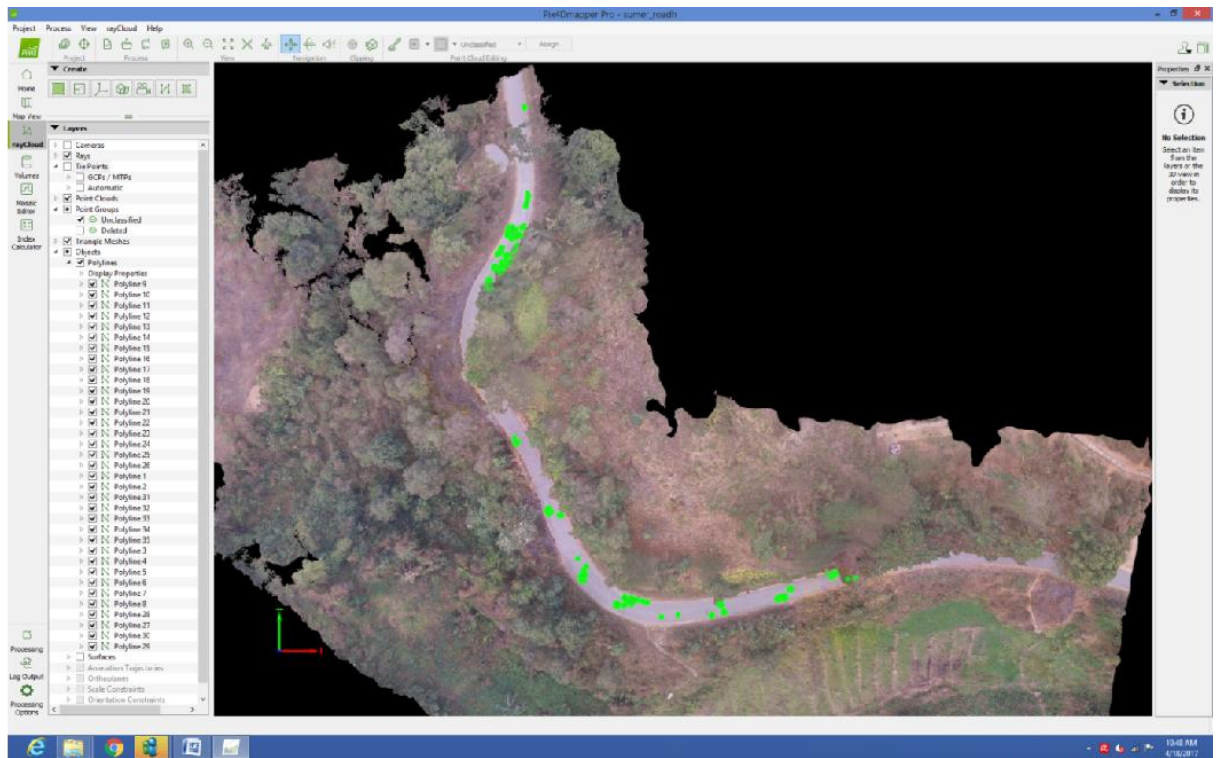 Pix4Dmapper Pro - sumer_roadh
Project Process View rayCloud Help
Unclassified Assign
Project Process View Navigation Clipping Point Cloud Editing
Home
Map View
rayCloud
Volumes
Mosaic
Editor
Index
Calculator
Processing
Log Output
Processing
Options
Create
Layers
Cameras
Rays
Tie Points
GCPs / MTPs
Automatic
Point Clouds
Point Groups
Unclassified
Deleted
Triangle Meshes
Objects
Polylines
Display Properties
Polyline 9
Polyline 10
Polyline 11
Polyline 12
Polyline 13
Polyline 14
Polyline 15
Polyline 16
Polyline 17
Polyline 18
Polyline 19
Polyline 20
Polyline 21
Polyline 22
Polyline 23
Polyline 24
Polyline 25
Polyline 26
Polyline 1
Polyline 2
Polyline 31
Polyline 32
Polyline 33
Polyline 34
Polyline 35
Polyline 3
Polyline 4
Polyline 5
Polyline 6
Polyline 7
Polyline 8
Polyline 28
Polyline 27
Polyline 30
Polyline 29
Surfaces
Animation Trajectories
Orthoplanes
Scale Constraints
Orientation Constraints
Properties
Selection
No Selection
Select an item
from the
layers or the
3D view in
order to
display its
properties.
10:48 AM
4/18/2017